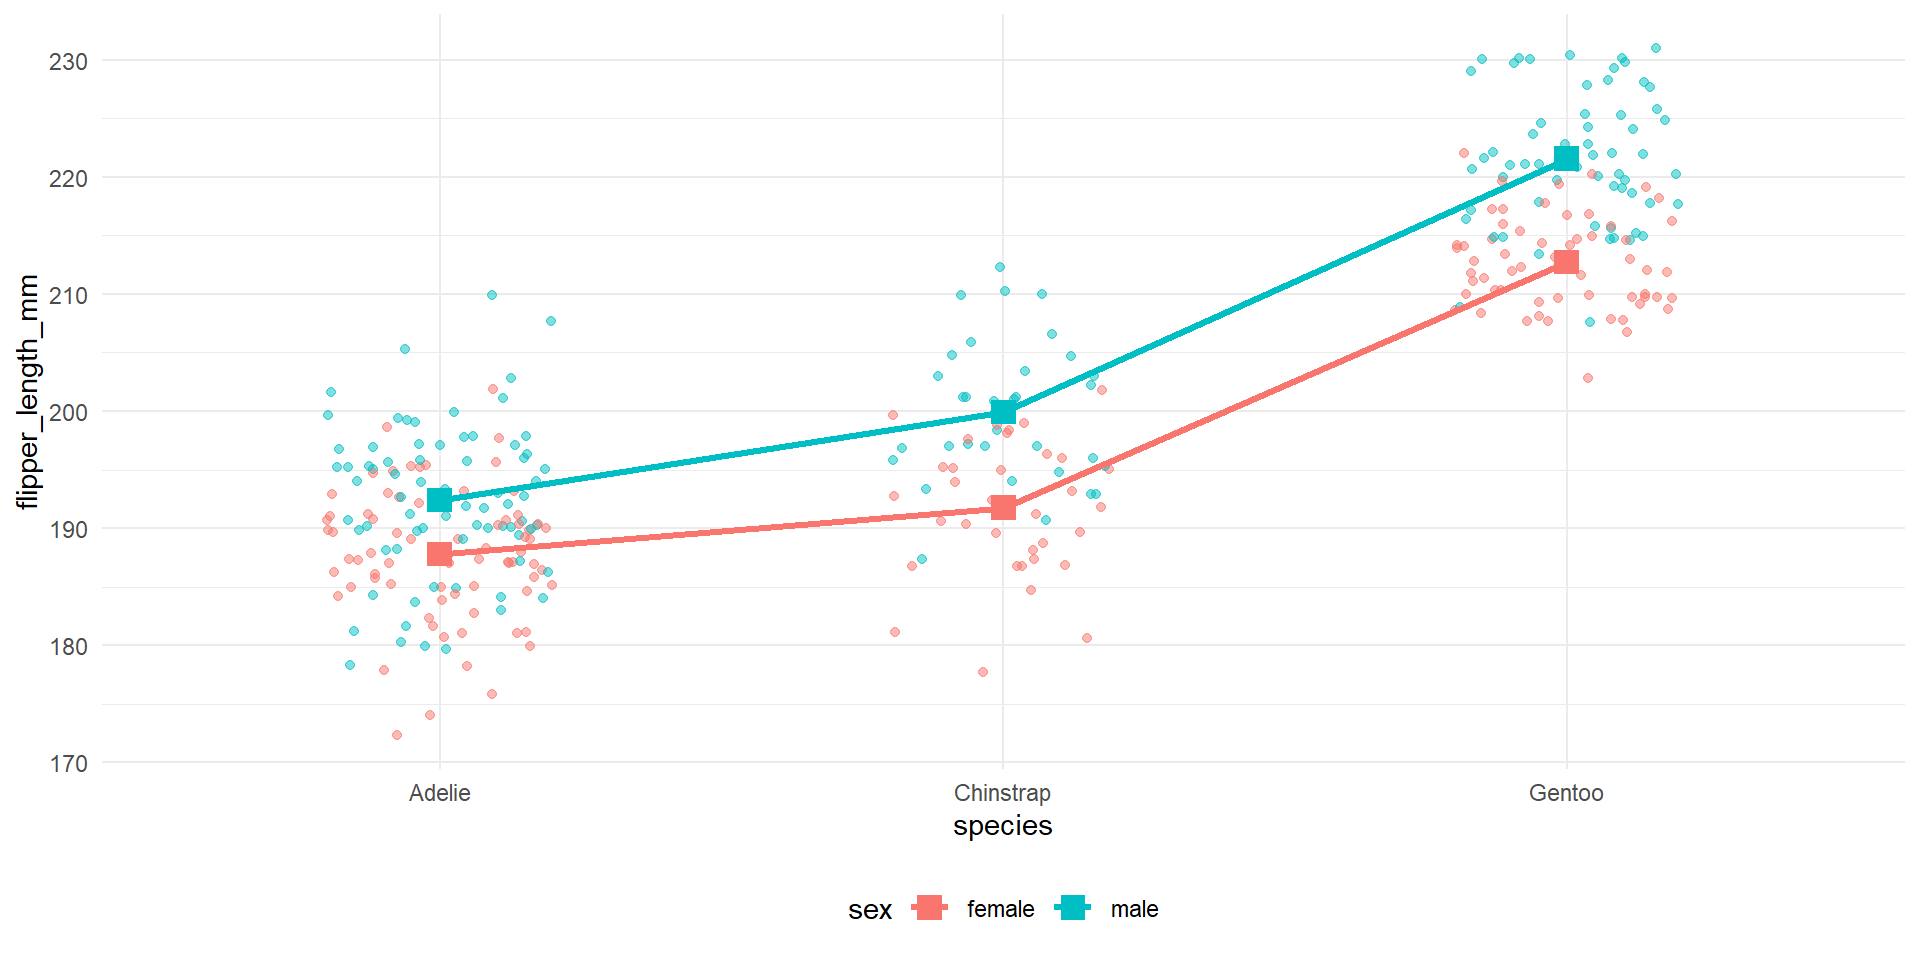 230
220
210
200
190
180
170
flipper_length_mm
Adelie Chinstrap Gentoo
species
sex female male